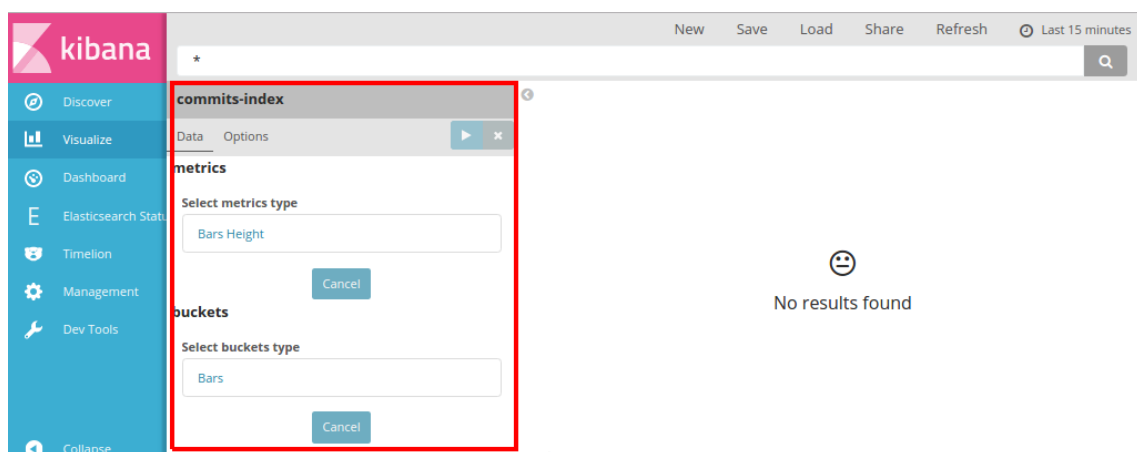 kibana
New Save Load Share Refresh Last 15 minutes
*
Discover
Visualize
Dashboard
E Elasticsearch Statu
Timelion
Management
Dev Tools
Collapse
commits-index
Data Options
metrics
Select metrics type
Bars Height
Cancel
buckets
Select buckets type
Bars
Cancel
No results found